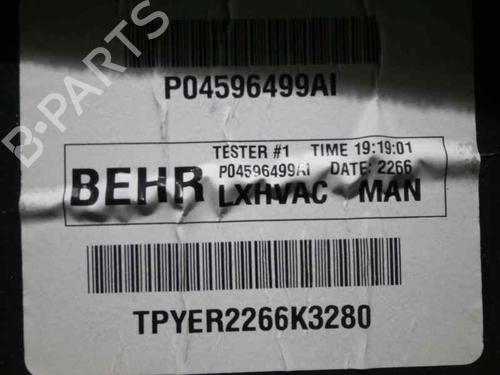 P04596499AI
TESTER #1 TIME 19:19:01
P04596499AI DATE: 2266
BEHR LXHVAC MAN
TPYER2266K3280
B-PARTS